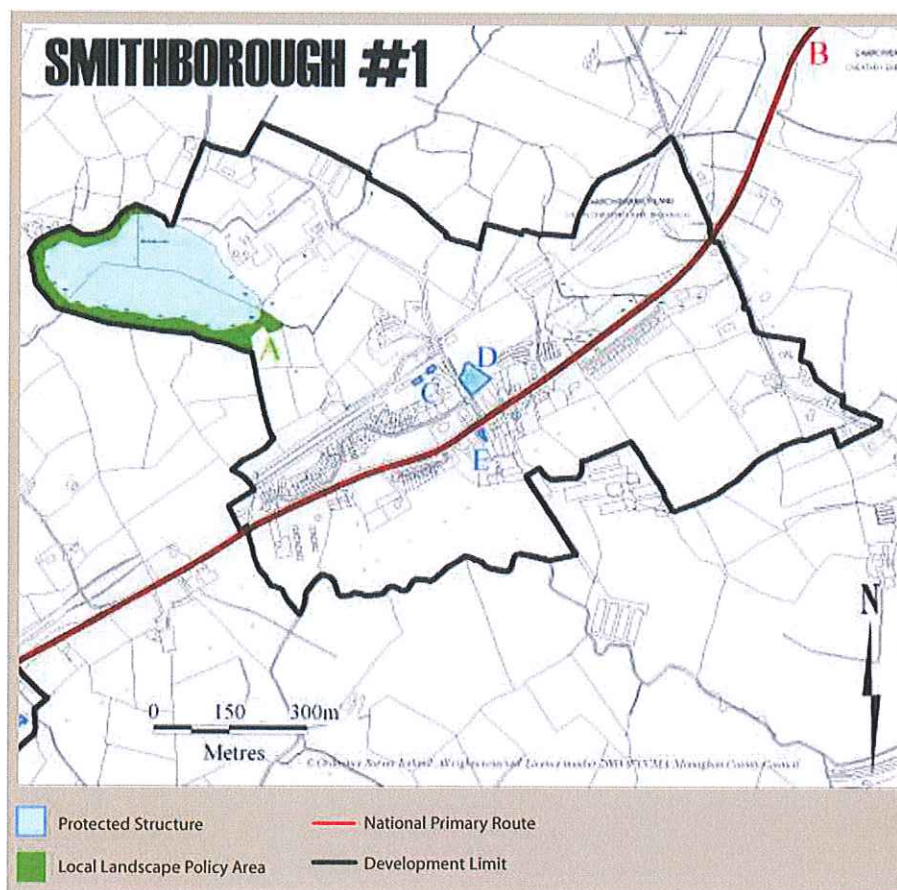 SMITHBOROUGH #1
B
A
D
C
E
N
0 150 300m
Metres
Protected Structure
National Primary Route
Local Landscape Policy Area
Development Limit